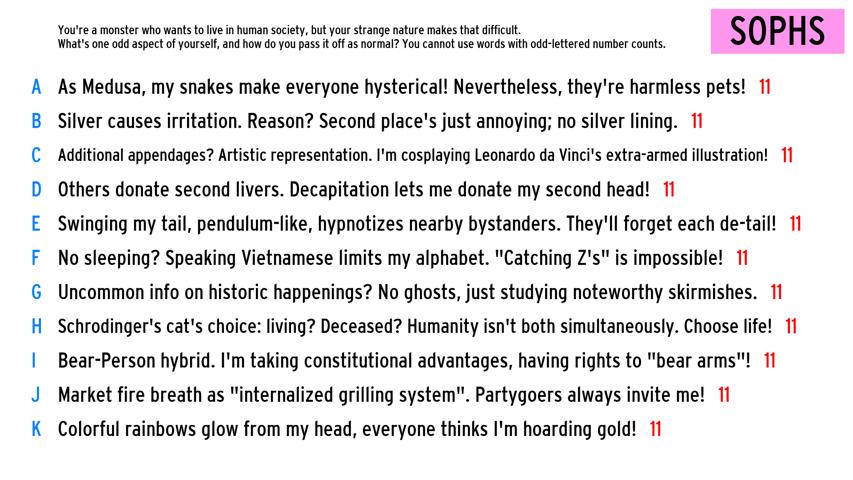 You're a monster who wants to live in human society, but your strange nature makes that difficult.
What's one odd aspect of yourself, and how do you pass it off as normal? You cannot use words with odd-lettered number counts.
SOPHS
A As Medusa, my snakes make everyone hysterical! Nevertheless, they're harmless pets! 11
B Silver causes irritation. Reason? Second place's just annoying; no silver lining. 11
C Additional appendages? Artistic representation. I'm cosplaying Leonardo da Vinci's extra-armed illustration! 11
D Others donate second livers. Decapitation lets me donate my second head! 11
E Swinging my tail, pendulum-like, hypnotizes nearby bystanders. They'll forget each de-tail! 11
F No sleeping? Speaking Vietnamese limits my alphabet. "Catching Z's" is impossible! 11
G Uncommon info on historic happenings? No ghosts, just studying noteworthy skirmishes. 11
H Schrodinger's cat's choice: living? Deceased? Humanity isn't both simultaneously. Choose life! 11
I Bear-Person hybrid. I'm taking constitutional advantages, having rights to "bear arms"! 11
J Market fire breath as "internalized grilling system". Partygoers always invite me! 11
K Colorful rainbows glow from my head, everyone thinks I'm hoarding gold! 11